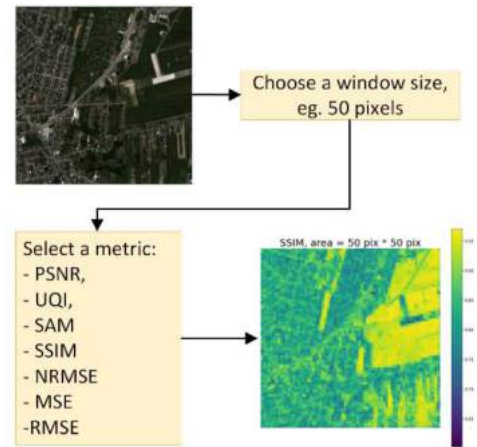 Choose a window size,
eg. 50 pixels
Select a metric:
- PSNR,
- UQI,
- SAM
- SSIM
- NRMSE
- MSE
-RMSE
SSIM, area = 50 pix * 50 pix